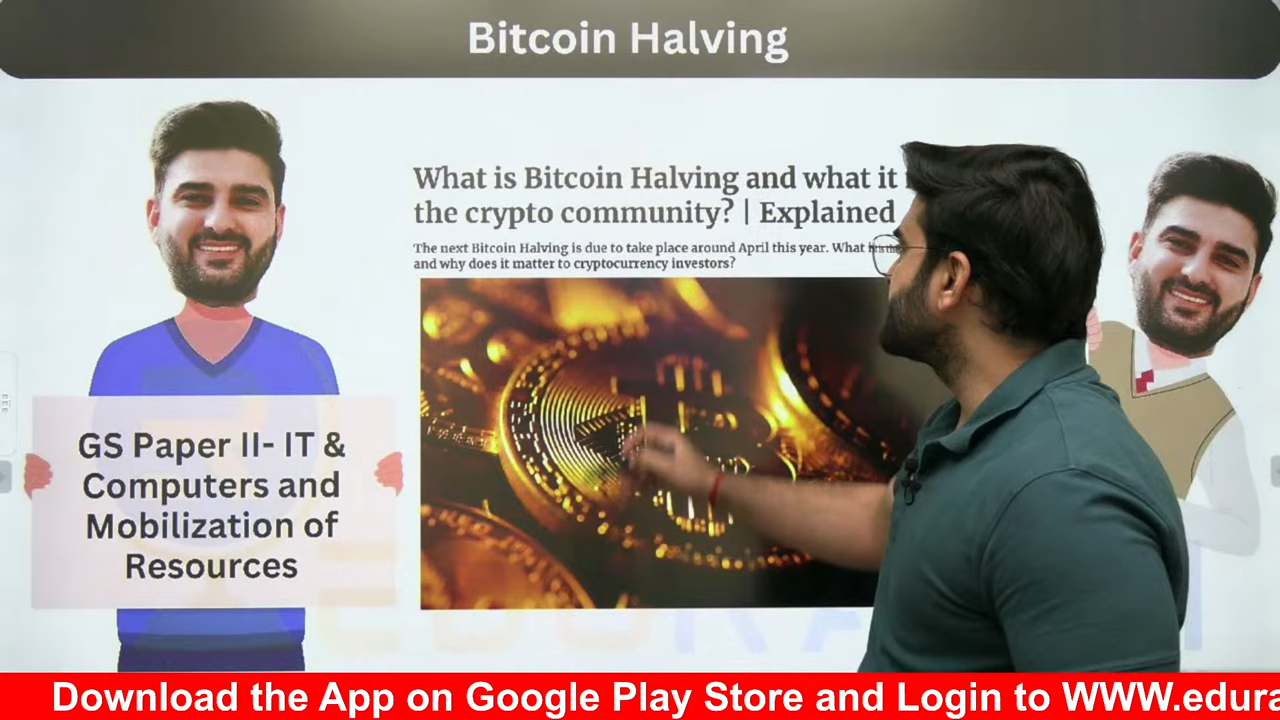 Bitcoin Halving
What is Bitcoin Halving and what it
the crypto community? | Explained
The next Bitcoin Halving is due to take place around April this year. What
and why does it matter to cryptocurrency investors?
GS Paper II- IT &
Computers and
Mobilization of
Resources
Download the App on Google Play Store and Login to WWW.edura